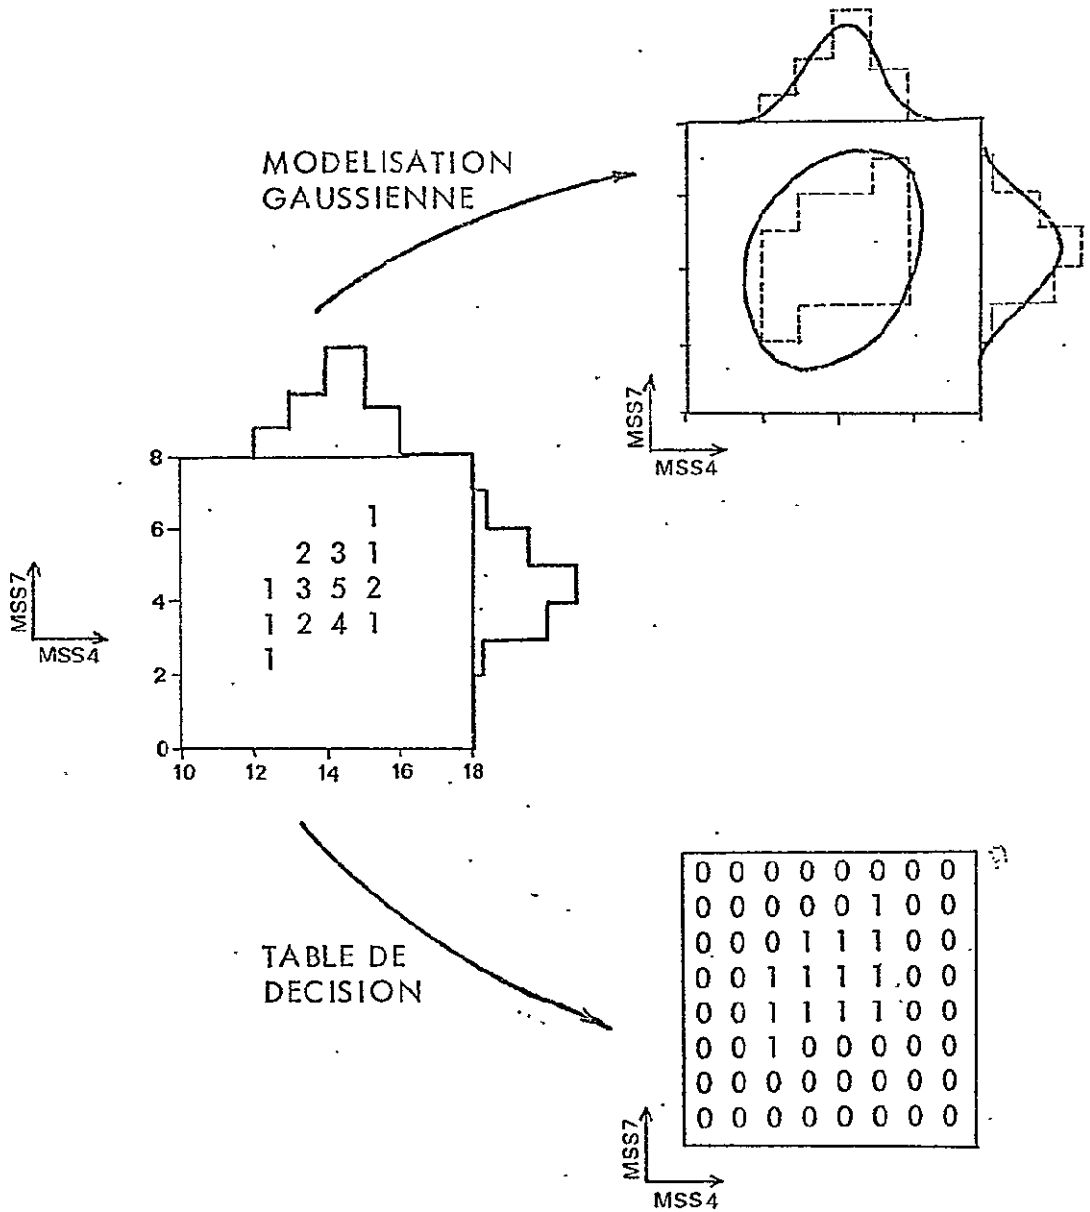 MODELISATION
GAUSSIENNE
MSS7
MSS4
8
6
4
2
0
1
2 3 1
1 3 5 2
1 2 4 1
1
10 12 14 16 18
MSS7
MSS4
TABLE DE
DECISION
0 0 0 0 0 0 0 0
0 0 0 0 0 1 0 0
0 0 0 1 1 1 0 0
0 0 1 1 1 1 0 0
0 0 1 1 1 1 0 0
0 0 1 0 0 0 0 0
0 0 0 0 0 0 0 0
0 0 0 0 0 0 0 0
MSS7
MSS4